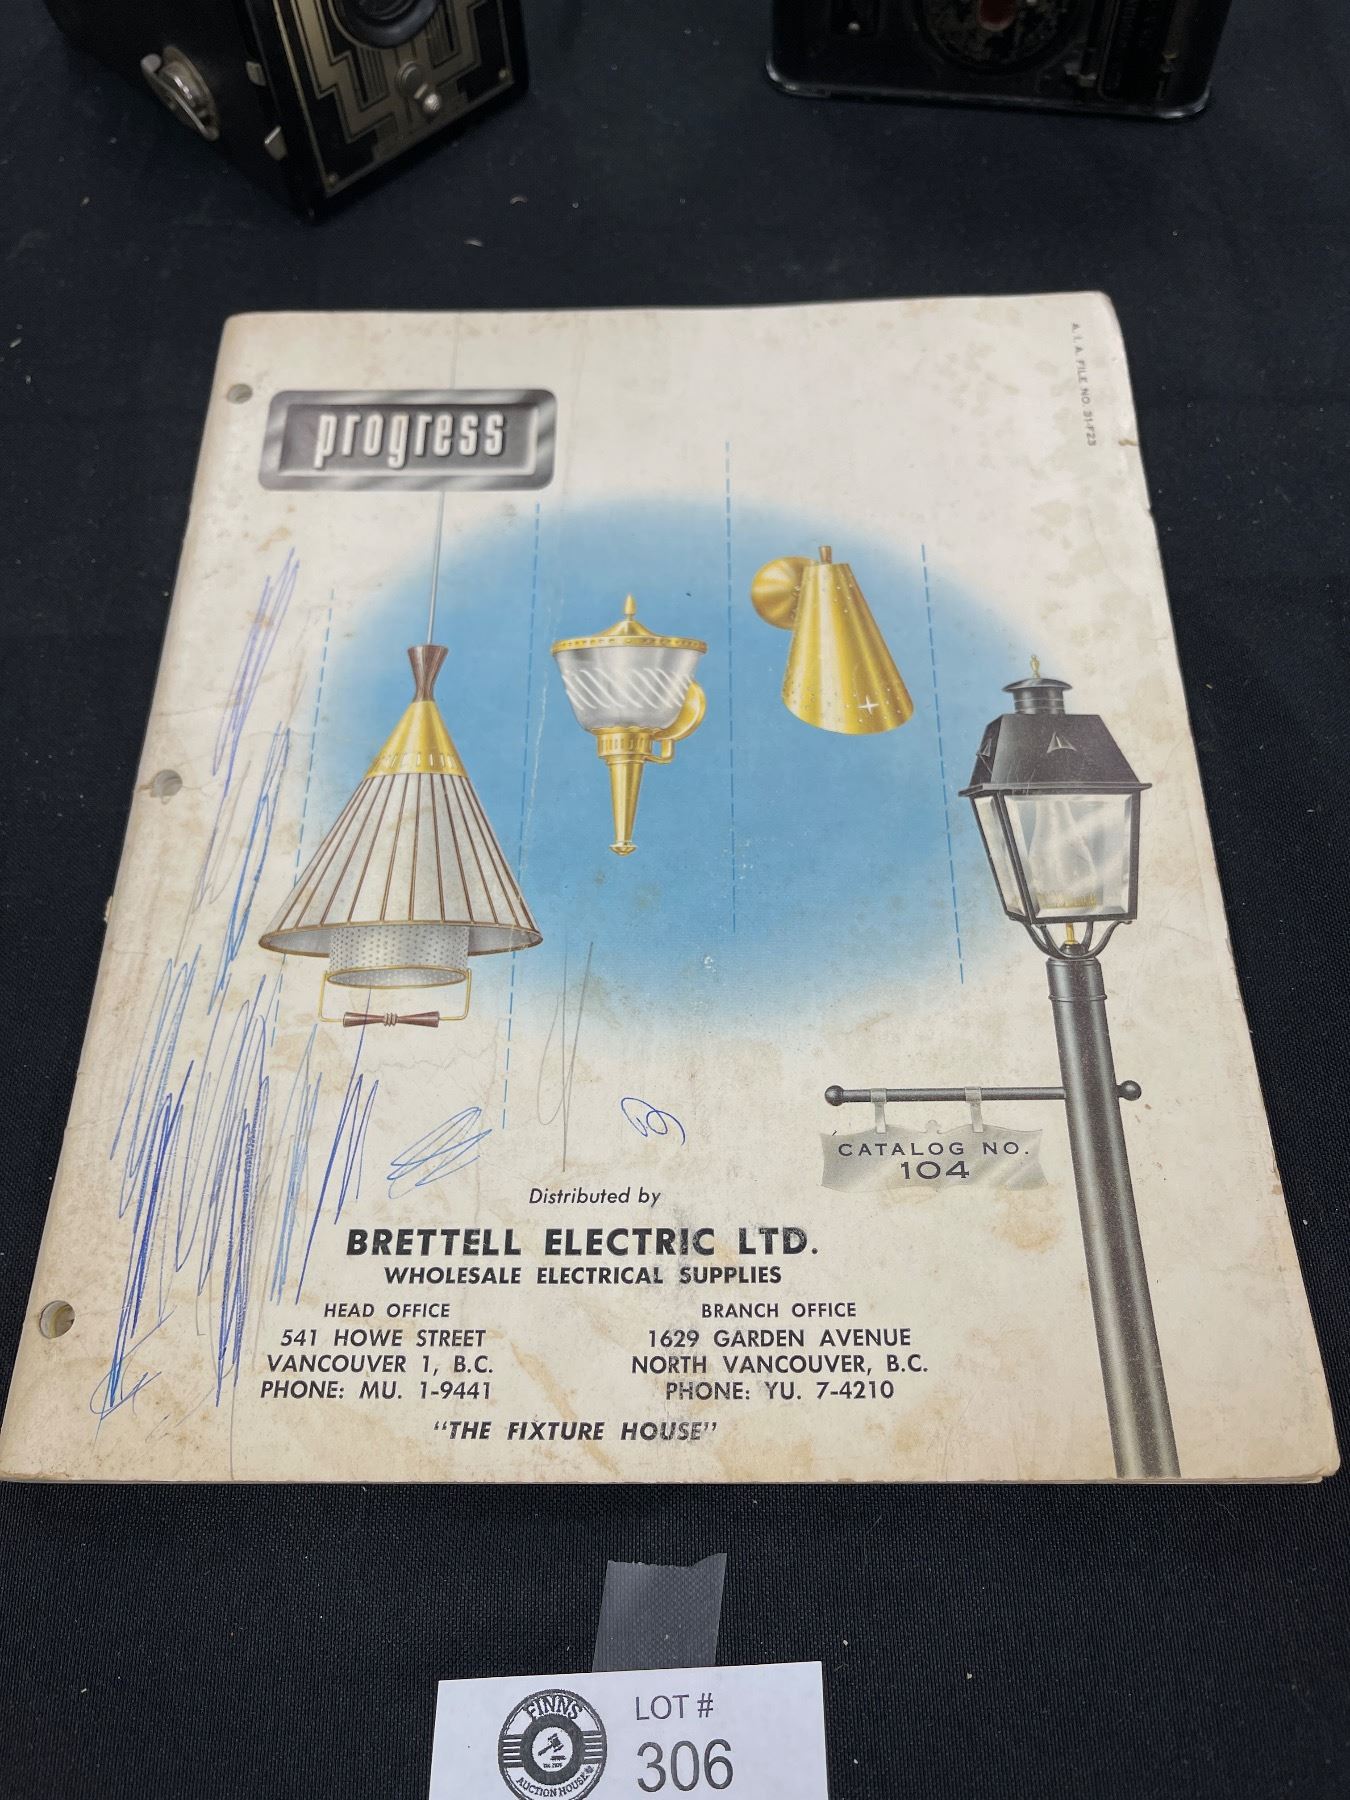 A. I. A. FILE NO. 31-F23
progress
CATALOG NO.
104
Distributed by
BRETTELL ELECTRIC LTD.
WHOLESALE ELECTRICAL SUPPLIES
HEAD OFFICE
541 HOWE STREET
VANCOUVER 1, B.C.
PHONE: MU. 1-9441
BRANCH OFFICE
1629 GARDEN AVENUE
NORTH VANCOUVER, B.C.
PHONE: YU. 7-4210
"THE FIXTURE HOUSE"
FINNS
AUCTION HOUSE
LOT #
306